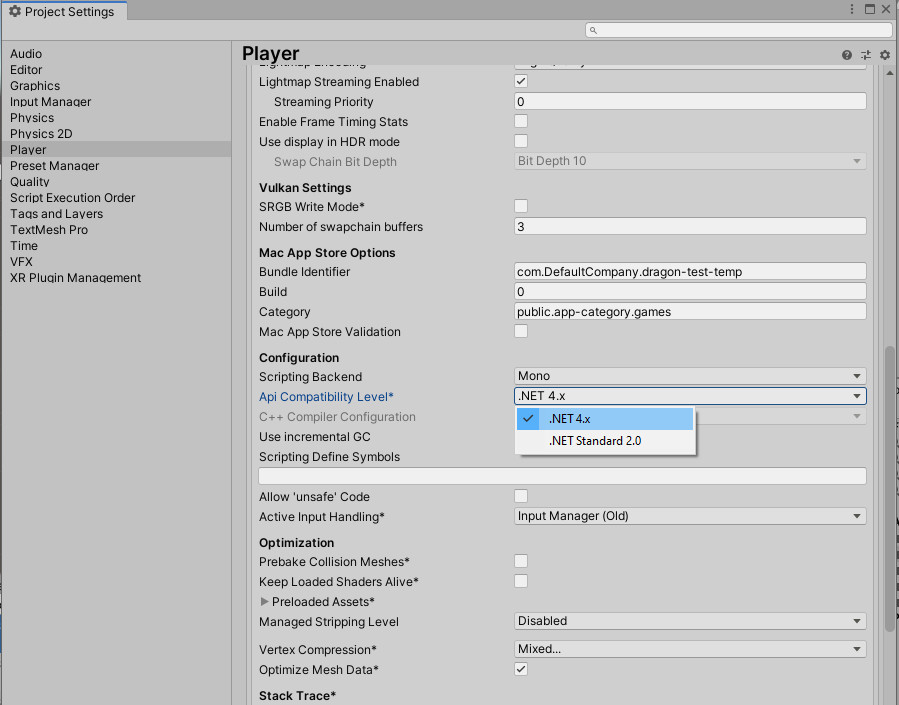 Project Settings
Player
Audio
Editor
Graphics
Input Manager
Physics
Physics 2D
Player
Preset Manager
Quality
Script Execution Order
Tags and Layers
TextMesh Pro
Time
VFX
XR Plugin Management
Lightmap Encoding
Lightmap Streaming Enabled
Streaming Priority 0
Enable Frame Timing Stats
Use display in HDR mode
Swap Chain Bit Depth Bit Depth 10
Vulkan Settings
SRGB Write Mode*
Number of swapchain buffers 3
Mac App Store Options
Bundle Identifier com.DefaultCompany.dragon-test-temp
Build 0
Category public.app-category.games
Mac App Store Validation
Configuration
Scripting Backend Mono
Api Compatibility Level* .NET 4.x
C++ Compiler Configuration
.NET 4.x
Use incremental GC
.NET Standard 2.0
Scripting Define Symbols
Allow 'unsafe' Code
Active Input Handling* Input Manager (Old)
Optimization
Prebake Collision Meshes*
Keep Loaded Shaders Alive*
Preloaded Assets*
Managed Stripping Level Disabled
Vertex Compression* Mixed...
Optimize Mesh Data*
Stack Trace*